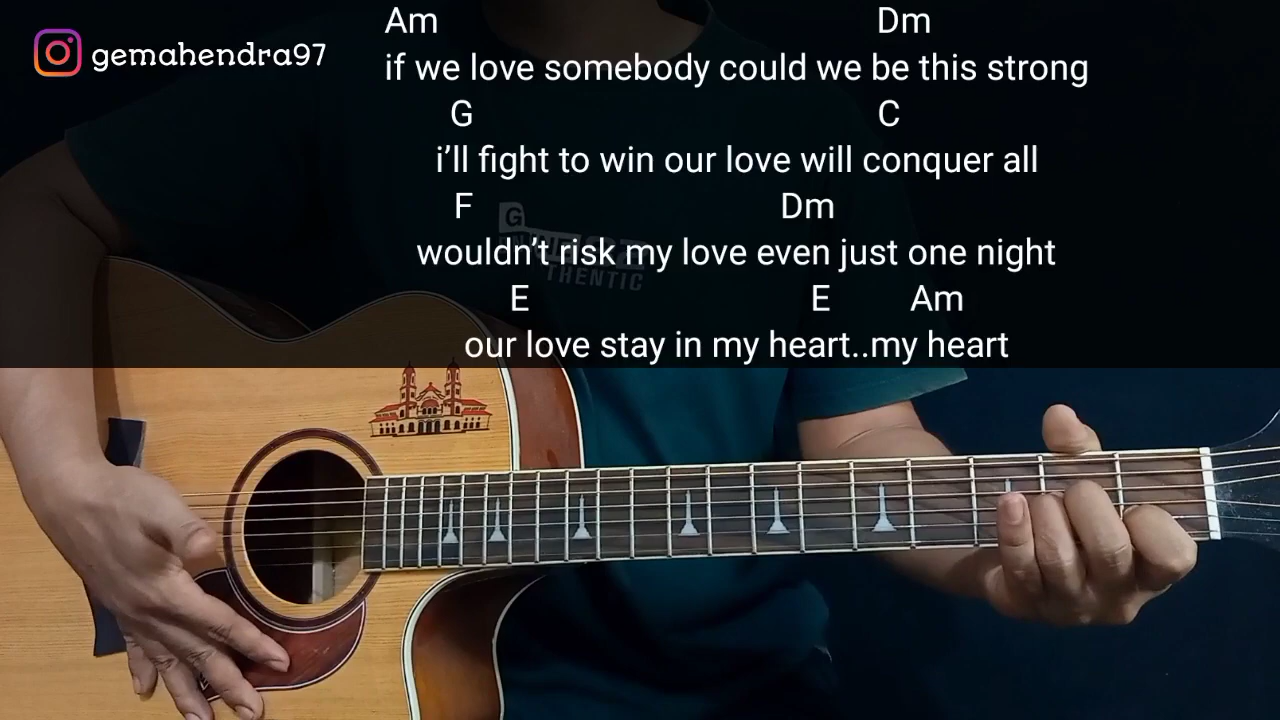 gemahendra97
Am Dm
if we love somebody could we be this strong
G C
i’ll fight to win our love will conquer all
F Dm
wouldn’t risk my love even just one night
E E Am
our love stay in my heart..my heart
G
THENTIC